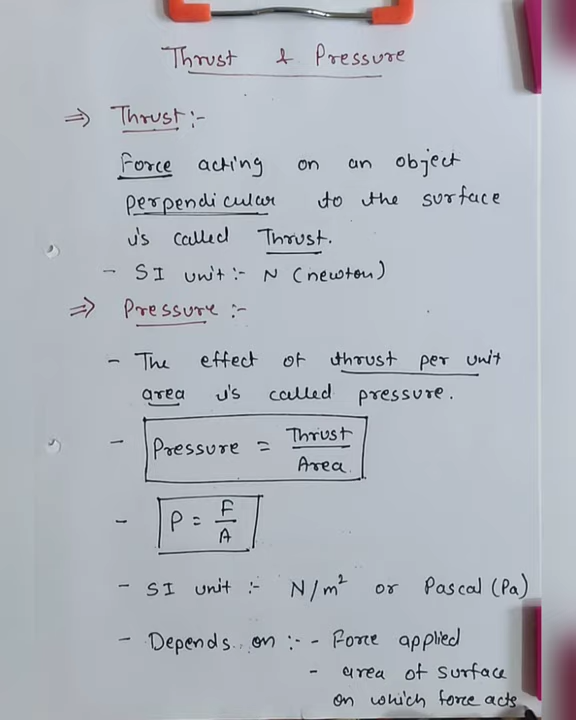 Thrust & Pressure
⇒ Thrust :-
Force acting on an object
perpendicular to the surface
is called Thrust.
- SI unit :- N (newton)
⇒ Pressure :-
- The effect of thrust per unit
area is called pressure.
- Pressure = Thrust / Area
- P = F / A
- SI unit :- N/m² or Pascal (Pa)
- Depends on :- - Force applied
- area of surface
on which force acts